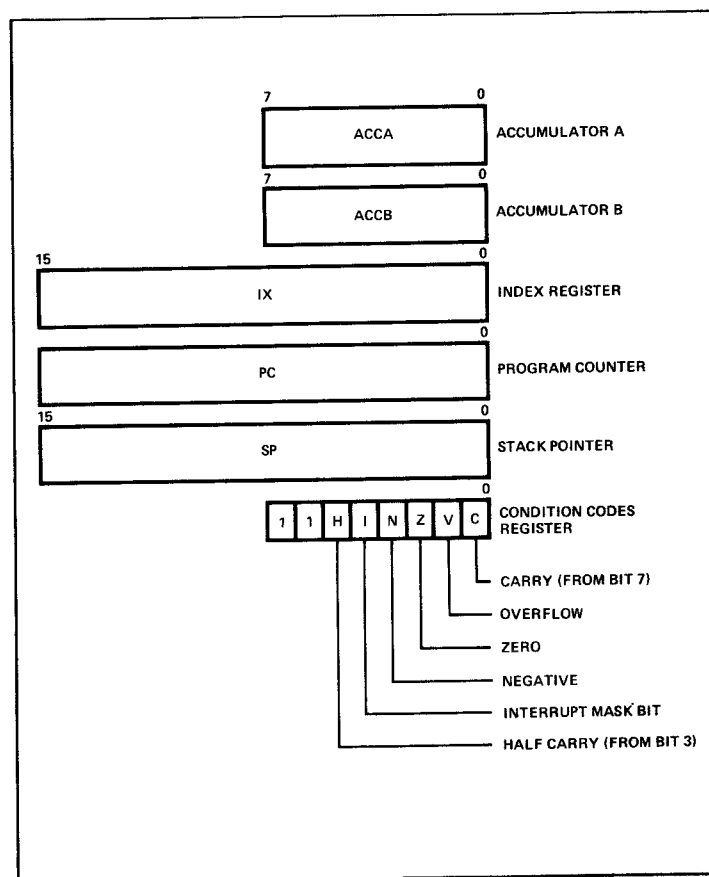 7 0
ACCA ACCUMULATOR A
7 0
ACCB ACCUMULATOR B
15 0
IX INDEX REGISTER
0
PC PROGRAM COUNTER
15 0
SP STACK POINTER
0
1 1 H I N Z V C CONDITION CODES
REGISTER
CARRY (FROM BIT 7)
OVERFLOW
ZERO
NEGATIVE
INTERRUPT MASK BIT
HALF CARRY (FROM BIT 3)